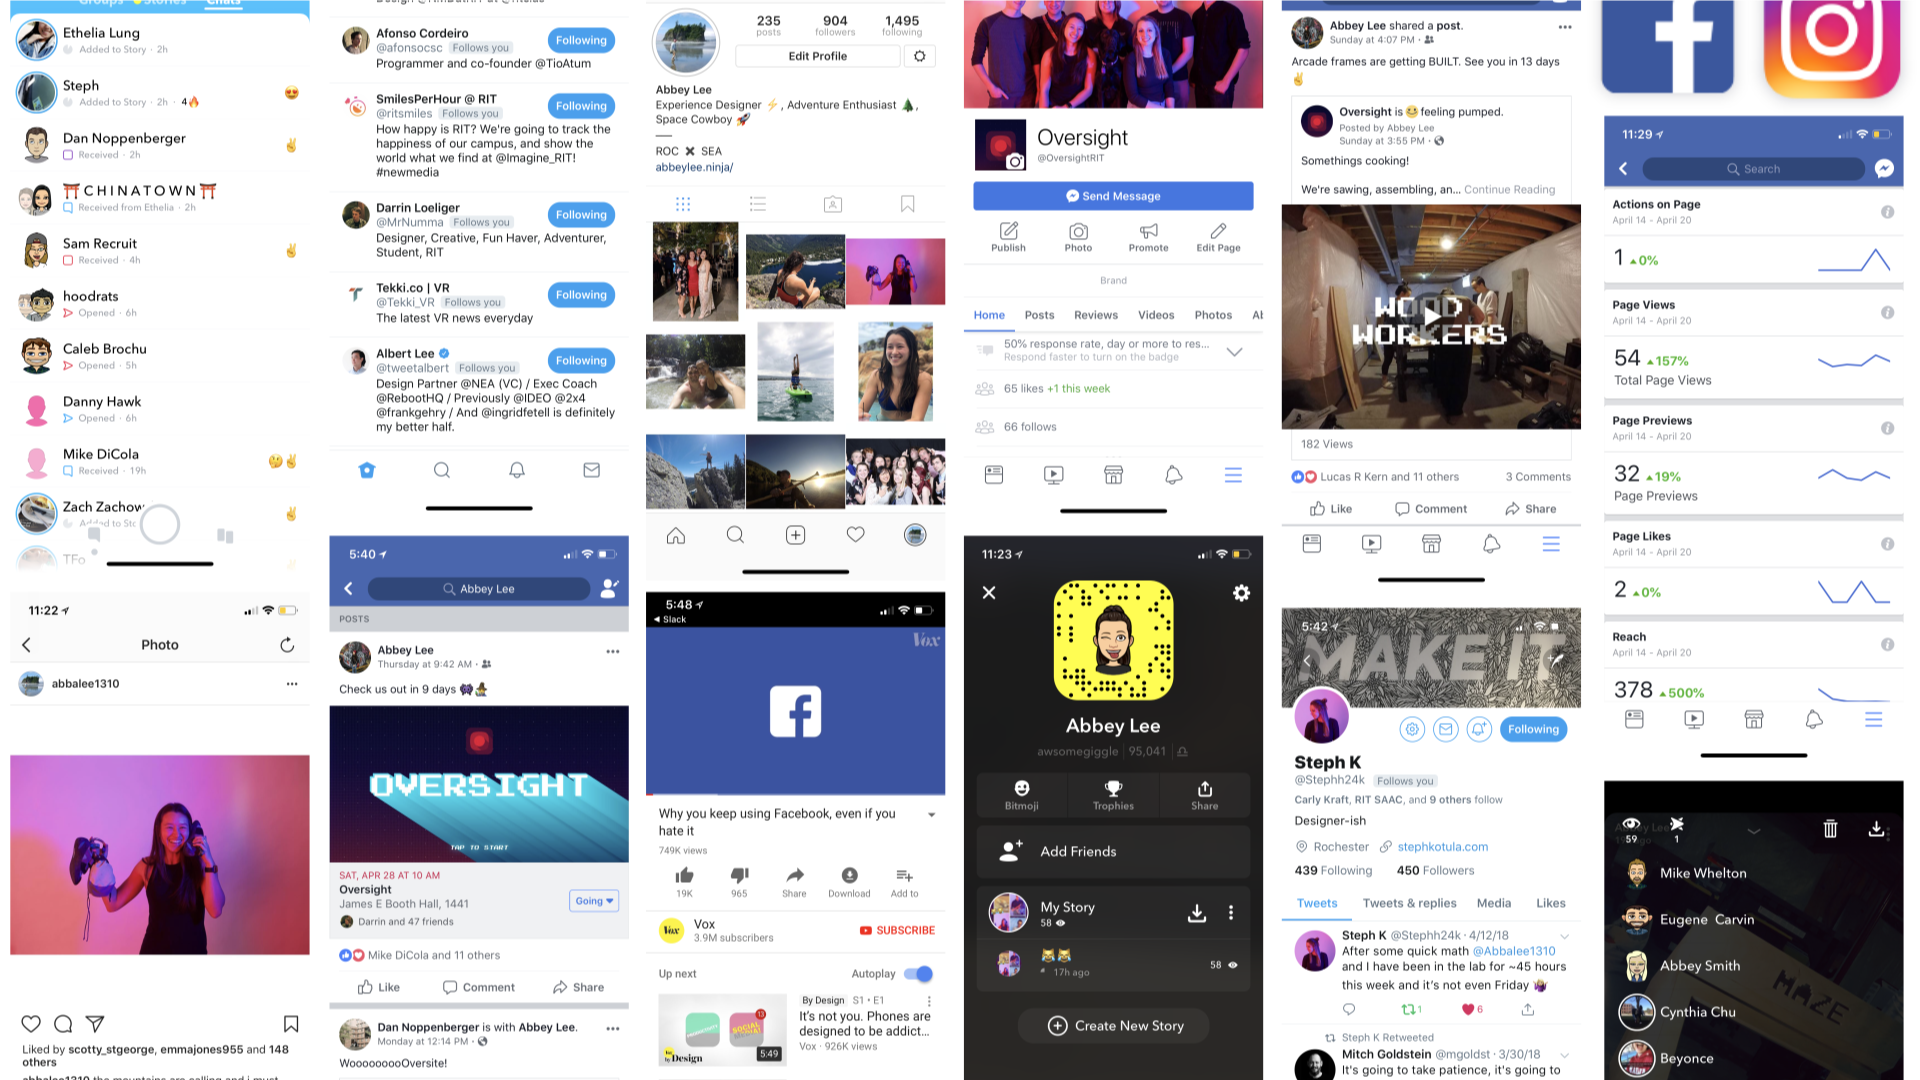 Groups
Stories
Chats
Ethelia Lung
Added to Story · 2h
Steph
Added to Story · 2h · 4🔥
Dan Noppenberger
Received · 2h
⛩CHINATOWN⛩
Received from Ethelia · 2h
Sam Recruit
Received · 4h
hoodrats
Opened · 6h
Caleb Brochu
Opened · 5h
Danny Hawk
Opened · 6h
Mike DiCola
Received · 19h
Zach Zachow
Added to Sto
TFo
11:22
Photo
abbalee1310
Liked by scotty_stgeorge, emmajones955 and 148
others
abbalee1310 the mountains are calling and i must
Afonso Cordeiro
@afonsocsc Follows you
Following
Programmer and co-founder @TioAtum
SmilesPerHour @ RIT
@ritsmiles Follows you
Following
How happy is RIT? We're going to track the
happiness of our campus, and show the
world what we find at @Imagine_RIT!
#newmedia
Darrin Loeliger
@MrNumma Follows you
Following
Designer, Creative, Fun Haver, Adventurer,
Student, RIT
Tekki.co | VR
@Tekki_VR Follows you
Following
The latest VR news everyday
Albert Lee
@tweetalbert Follows you
Following
Design Partner @NEA (VC) / Exec Coach
@RebootHQ / Previously @IDEO @2x4
@frankgehry / And @ingridfetell is definitely
my better half.
5:40
Abbey Lee
POSTS
Abbey Lee
Thursday at 9:42 AM ·
Check us out in 9 days
OVERSIGHT
TAP TO START
SAT, APR 28 AT 10 AM
Oversight
James E Booth Hall, 1441
Going
Darrin and 47 friends
Mike DiCola and 11 others
Like Comment Share
Dan Noppenberger is with Abbey Lee.
Monday at 12:14 PM ·
WooooooooOversite!
235 904 1,495
posts followers following
Edit Profile
Abbey Lee
Experience Designer ⚡, Adventure Enthusiast 🌲,
Space Cowboy 🚀
ROC ✖ SEA
abbeylee.ninja/
5:48
Slack
Vox
Why you keep using Facebook, even if you
hate it
749K views
19K 965 Share Download Add to
Vox
3.9M subscribers
SUBSCRIBE
Up next
Autoplay
By Design S1 · E1
It's not you. Phones are
designed to be addict...
Vox · 926K views
13
by Design
5:49
Oversight
@OversightRIT
Send Message
Publish Photo Promote Edit Page
Brand
Home Posts Reviews Videos Photos Al
50% response rate, day or more to res...
Respond faster to turn on the badge
65 likes +1 this week
66 follows
11:23
Abbey Lee
awsomegiggle | 95,041 |
Bitmoji Trophies Share
Add Friends
My Story
58
17h ago
58
Create New Story
Abbey Lee shared a post.
Sunday at 4:07 PM ·
Arcade frames are getting BUILT. See you in 13 days
✌
Oversight is feeling pumped.
Posted by Abbey Lee
Sunday at 3:55 PM ·
Somethings cooking!
We're sawing, assembling, an... Continue Reading
WOOD
WORKERS
182 Views
Lucas R Kern and 11 others
3 Comments
Like Comment Share
5:42
MAKE IT
Following
Steph K
@Stephh24k Follows you
Carly Kraft, RIT SAAC, and 9 others follow
Designer-ish
Rochester stephkotula.com
439 Following 450 Followers
Tweets Tweets & replies Media Likes
Steph K @Stephh24k · 4/12/18
After some quick math @Abbalee1310
and I have been in the lab for ~45 hours
this week and it's not even Friday
1 6
Steph K Retweeted
Mitch Goldstein @mgoldst · 3/30/18
It's going to take patience, it's going to
11:29
Search
Actions on Page
April 14 - April 20
1 0%
Page Views
April 14 - April 20
54 157%
Total Page Views
Page Previews
April 14 - April 20
32 19%
Page Previews
Page Likes
April 14 - April 20
2 0%
Reach
April 14 - April 20
378 500%
59 1
Mike Whelton
Eugene Carvin
Abbey Smith
Cynthia Chu
Beyonce
MAZE